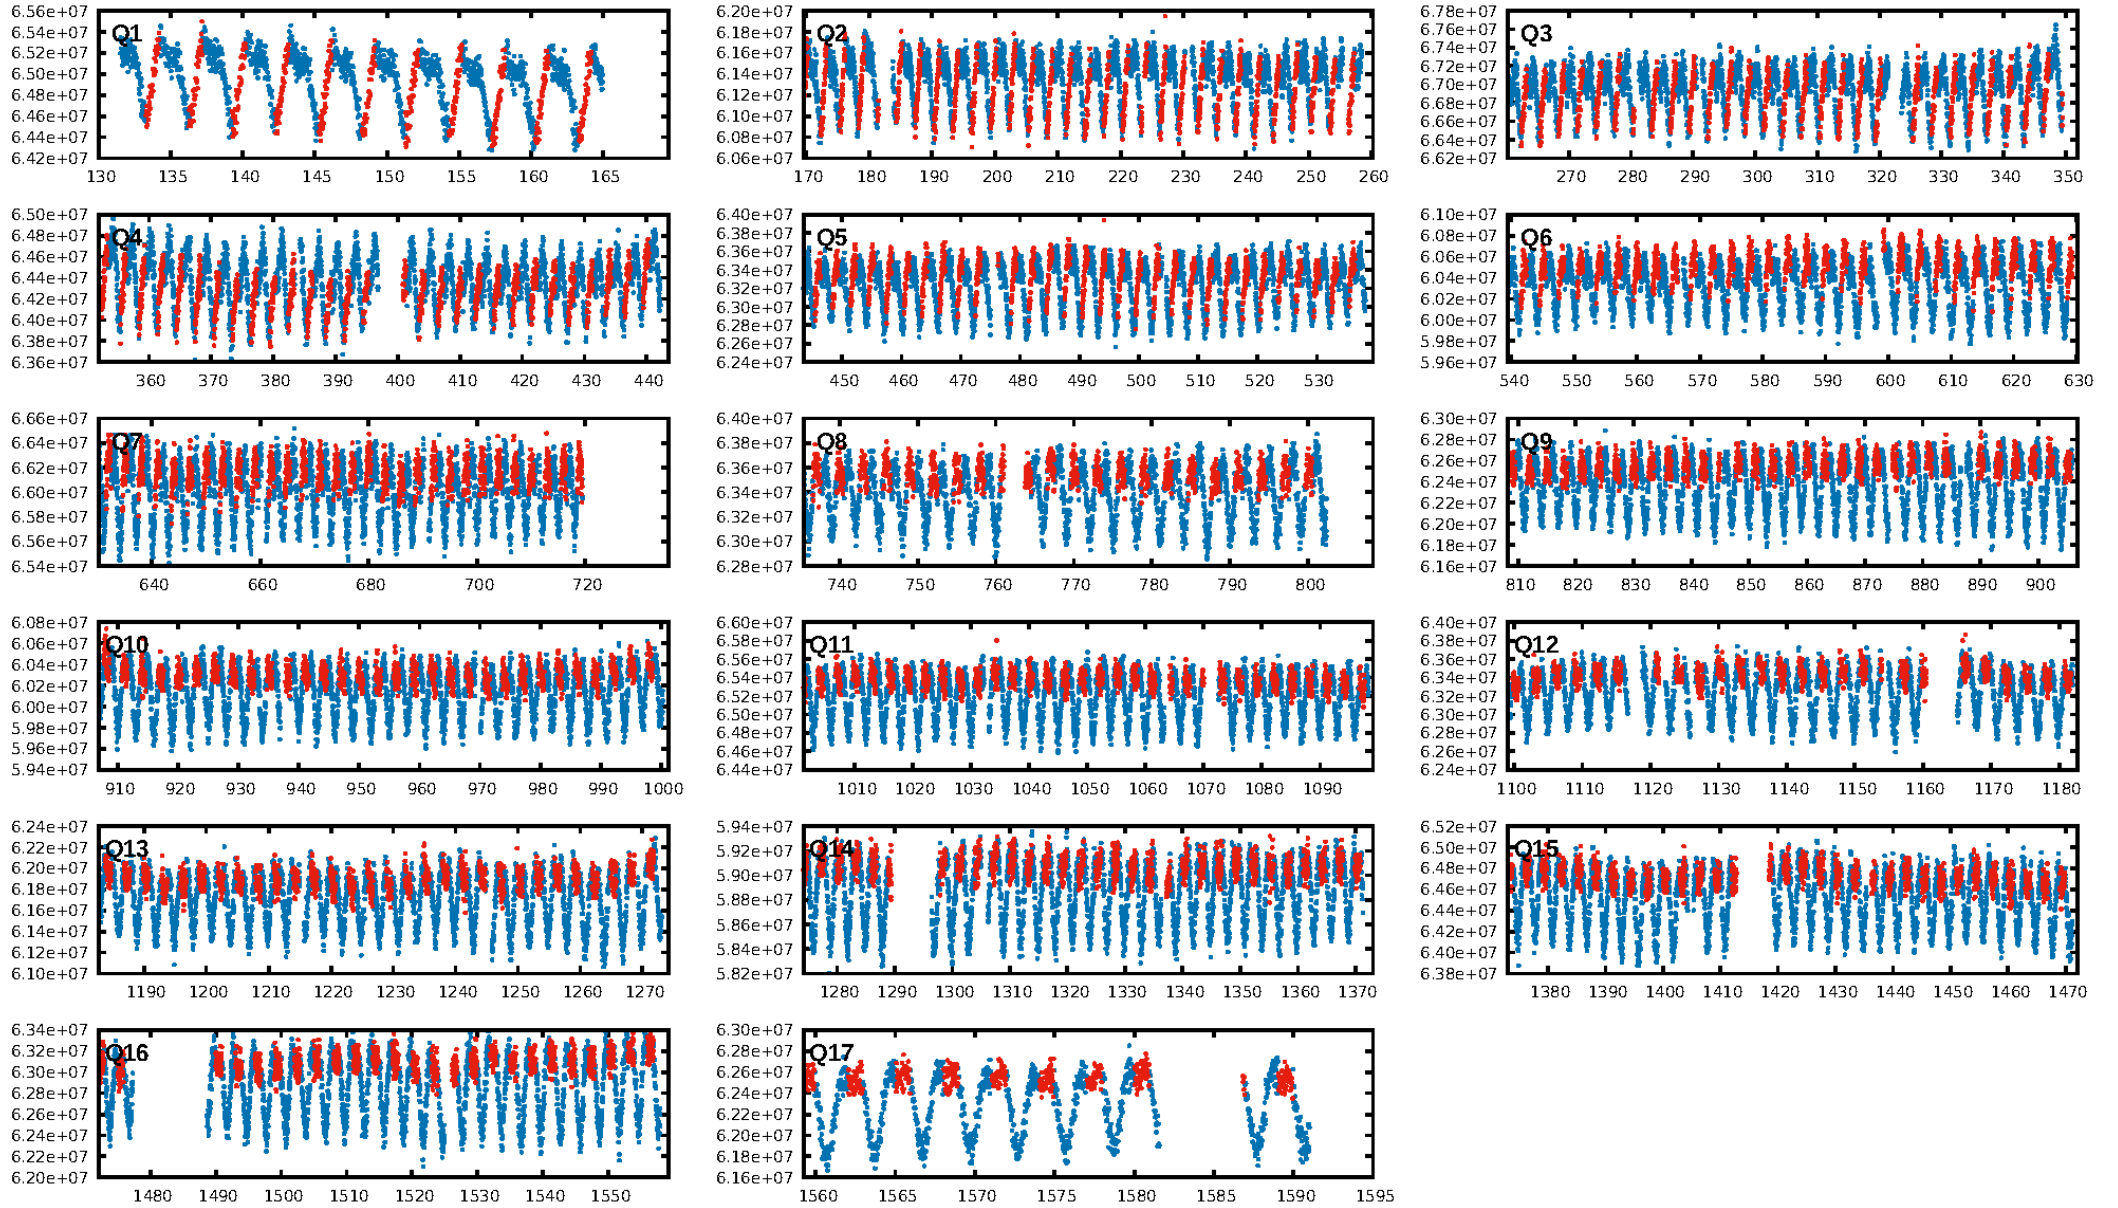 6.56e+07
6.54e+07
6.52e+07
6.50e+07
6.48e+07
6.46e+07
6.44e+07
6.42e+07
Q1
130 135 140 145 150 155 160 165
6.20e+07
6.18e+07
6.16e+07
6.14e+07
6.12e+07
6.10e+07
6.08e+07
6.06e+07
Q2
170 180 190 200 210 220 230 240 250 260
6.78e+07
6.76e+07
6.74e+07
6.72e+07
6.70e+07
6.68e+07
6.66e+07
6.64e+07
6.62e+07
Q3
270 280 290 300 310 320 330 340 350
6.50e+07
6.48e+07
6.46e+07
6.44e+07
6.42e+07
6.40e+07
6.38e+07
6.36e+07
Q4
360 370 380 390 400 410 420 430 440
6.40e+07
6.38e+07
6.36e+07
6.34e+07
6.32e+07
6.30e+07
6.28e+07
6.26e+07
6.24e+07
Q5
450 460 470 480 490 500 510 520 530
6.10e+07
6.08e+07
6.06e+07
6.04e+07
6.02e+07
6.00e+07
5.98e+07
5.96e+07
Q6
540 550 560 570 580 590 600 610 620 630
6.66e+07
6.64e+07
6.62e+07
6.60e+07
6.58e+07
6.56e+07
6.54e+07
Q7
640 660 680 700 720
6.40e+07
6.38e+07
6.36e+07
6.34e+07
6.32e+07
6.30e+07
6.28e+07
Q8
740 750 760 770 780 790 800
6.30e+07
6.28e+07
6.26e+07
6.24e+07
6.22e+07
6.20e+07
6.18e+07
6.16e+07
Q9
810 820 830 840 850 860 870 880 890 900
6.08e+07
6.06e+07
6.04e+07
6.02e+07
6.00e+07
5.98e+07
5.96e+07
5.94e+07
Q10
910 920 930 940 950 960 970 980 990 1000
6.60e+07
6.58e+07
6.56e+07
6.54e+07
6.52e+07
6.50e+07
6.48e+07
6.46e+07
6.44e+07
Q11
1010 1020 1030 1040 1050 1060 1070 1080 1090
6.40e+07
6.38e+07
6.36e+07
6.34e+07
6.32e+07
6.30e+07
6.28e+07
6.26e+07
6.24e+07
Q12
1100 1110 1120 1130 1140 1150 1160 1170 1180
6.24e+07
6.22e+07
6.20e+07
6.18e+07
6.16e+07
6.14e+07
6.12e+07
6.10e+07
Q13
1190 1200 1210 1220 1230 1240 1250 1260 1270
5.94e+07
5.92e+07
5.90e+07
5.88e+07
5.86e+07
5.84e+07
5.82e+07
Q14
1280 1290 1300 1310 1320 1330 1340 1350 1360 1370
6.52e+07
6.50e+07
6.48e+07
6.46e+07
6.44e+07
6.42e+07
6.40e+07
6.38e+07
Q15
1380 1390 1400 1410 1420 1430 1440 1450 1460 1470
6.34e+07
6.32e+07
6.30e+07
6.28e+07
6.26e+07
6.24e+07
6.22e+07
6.20e+07
Q16
1480 1490 1500 1510 1520 1530 1540 1550
6.30e+07
6.28e+07
6.26e+07
6.24e+07
6.22e+07
6.20e+07
6.18e+07
6.16e+07
Q17
1560 1565 1570 1575 1580 1585 1590 1595